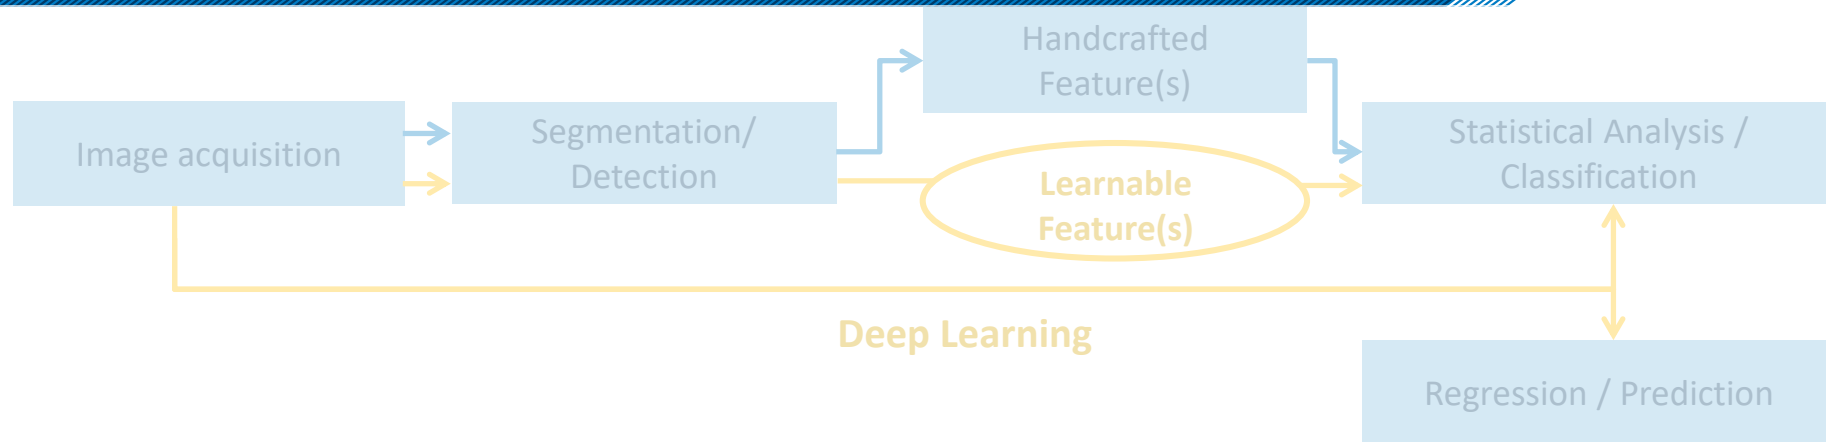 Handcrafted
Feature(s)
Image acquisition
Segmentation/
Detection
Learnable
Feature(s)
Statistical Analysis /
Classification
Deep Learning
Regression / Prediction